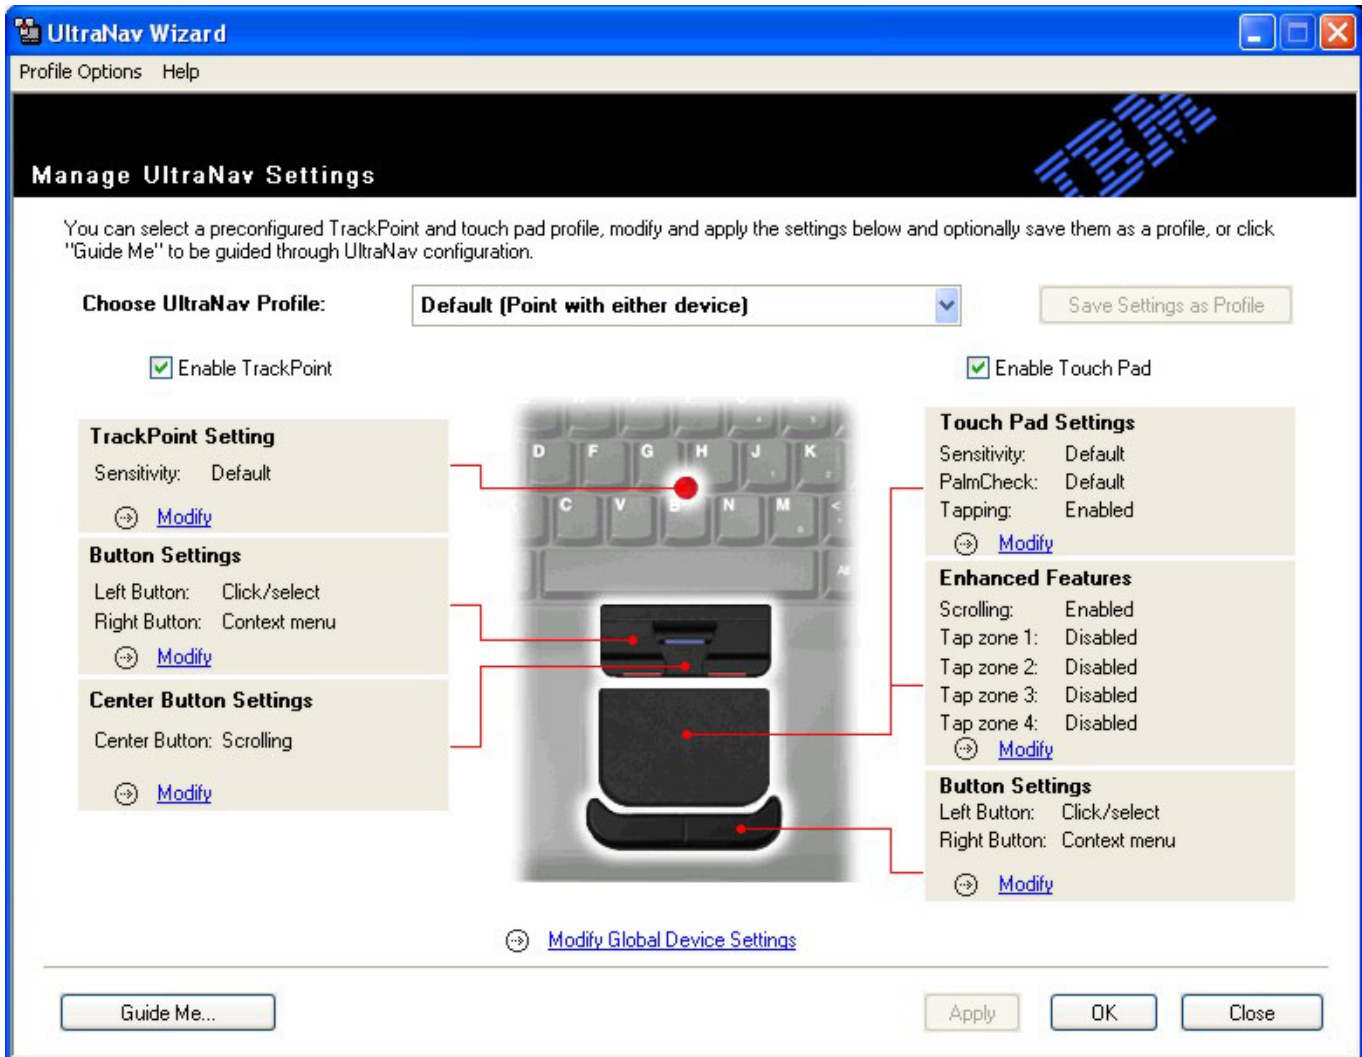 UltraNav Wizard
Profile Options Help
IBM
Manage UltraNav Settings
You can select a preconfigured TrackPoint and touch pad profile, modify and apply the settings below and optionally save them as a profile, or click
"Guide Me" to be guided through UltraNav configuration.
Choose UltraNav Profile: Default (Point with either device) Save Settings as Profile
Enable TrackPoint
Enable Touch Pad
TrackPoint Setting
Sensitivity: Default
Modify
Button Settings
Left Button: Click/select
Right Button: Context menu
Modify
Center Button Settings
Center Button: Scrolling
Modify
D F G H J K
C V B N M <
Alt
Touch Pad Settings
Sensitivity: Default
PalmCheck: Default
Tapping: Enabled
Modify
Enhanced Features
Scrolling: Enabled
Tap zone 1: Disabled
Tap zone 2: Disabled
Tap zone 3: Disabled
Tap zone 4: Disabled
Modify
Button Settings
Left Button: Click/select
Right Button: Context menu
Modify
Modify Global Device Settings
Guide Me... Apply OK Close